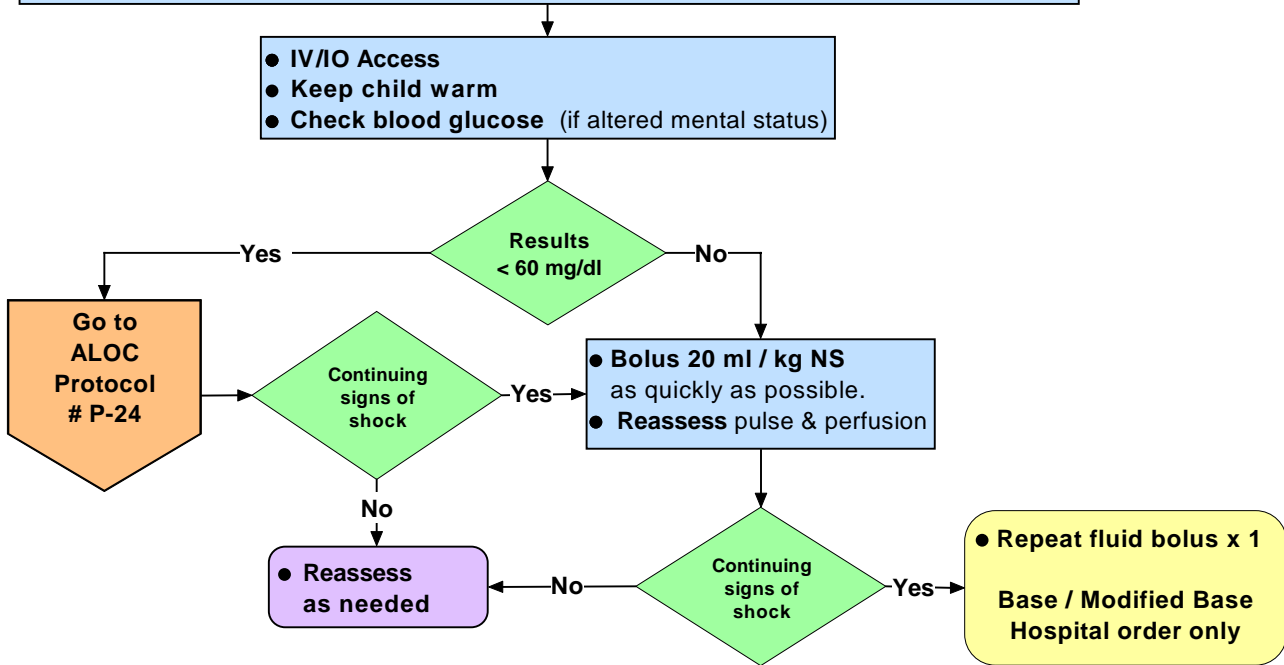 ● IV/IO Access
● Keep child warm
● Check blood glucose (if altered mental status)
Results
< 60 mg/dl
Yes
No
Go to
ALOC
Protocol
# P-24
Continuing
signs of
shock
Yes
No
● Bolus 20 ml / kg NS
as quickly as possible.
● Reassess pulse & perfusion
Continuing
signs of
shock
No
Yes
● Reassess
as needed
● Repeat fluid bolus x 1
Base / Modified Base
Hospital order only